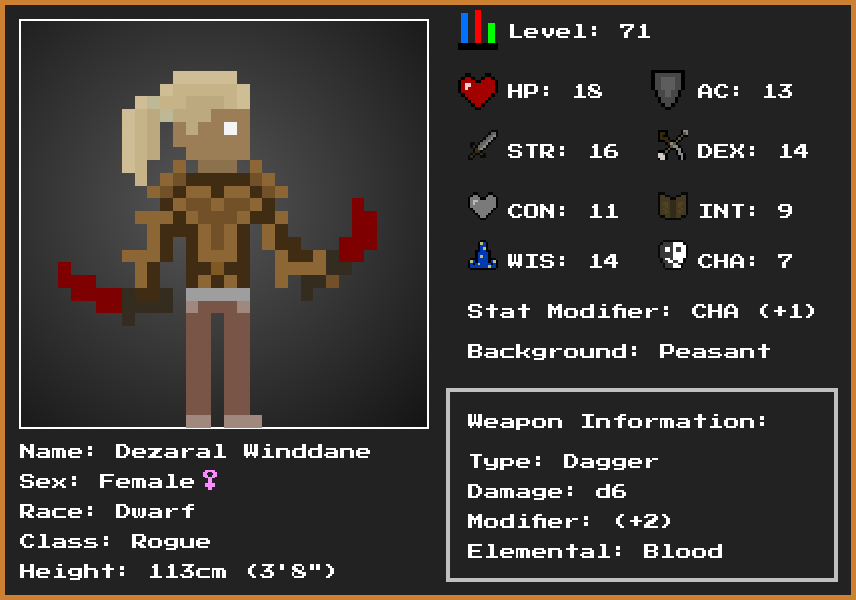 Level: 71
HP: 18
AC: 13
STR: 16
DEX: 14
CON: 11
INT: 9
WIS: 14
CHA: 7
Stat Modifier: CHA (+1)
Background: Peasant
Weapon Information:
Type: Dagger
Damage: d6
Modifier: (+2)
Elemental: Blood
Name: Dezaral Winddane
Sex: Female♀
Race: Dwarf
Class: Rogue
Height: 113cm (3'8")